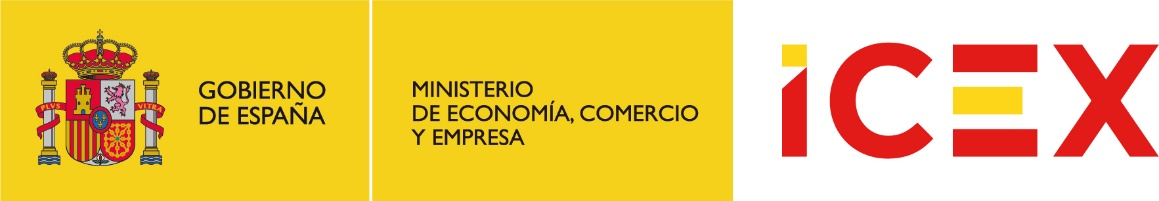 PLVS VLTRA
GOBIERNO
DE ESPAÑA
MINISTERIO
DE ECONOMÍA, COMERCIO
Y EMPRESA
iCEX